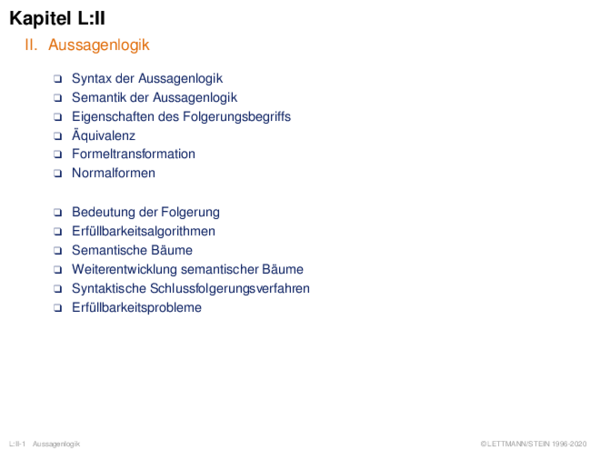 Kapitel L:II
II. Aussagenlogik
❑ Syntax der Aussagenlogik
❑ Semantik der Aussagenlogik
❑ Eigenschaften des Folgerungsbegriffs
❑ Äquivalenz
❑ Formeltransformation
❑ Normalformen
❑ Bedeutung der Folgerung
❑ Erfüllbarkeitsalgorithmen
❑ Semantische Bäume
❑ Weiterentwicklung semantischer Bäume
❑ Syntaktische Schlussfolgerungsverfahren
❑ Erfüllbarkeitsprobleme
L:II-1 Aussagenlogik ©LETTMANN/STEIN 1996-2020